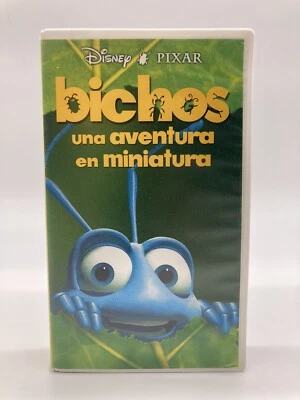 Disney PIXAR
bichos
una aventura
en miniatura